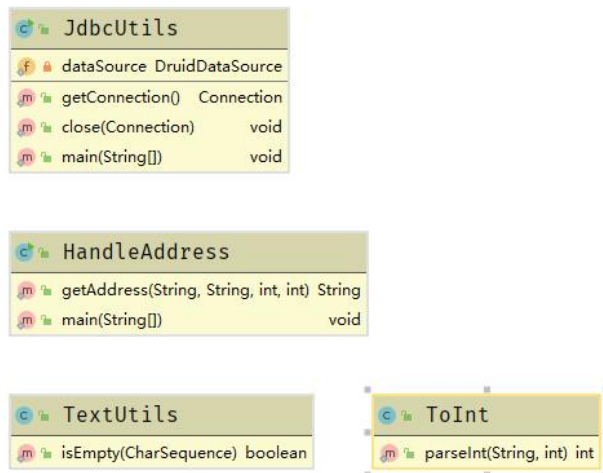 JdbcUtils
dataSource DruidDataSource
getConnection() Connection
close(Connection) void
main(String[]) void
HandleAddress
getAddress(String, String, int, int) String
main(String[]) void
TextUtils
isEmpty(CharSequence) boolean
ToInt
parseInt(String, int) int